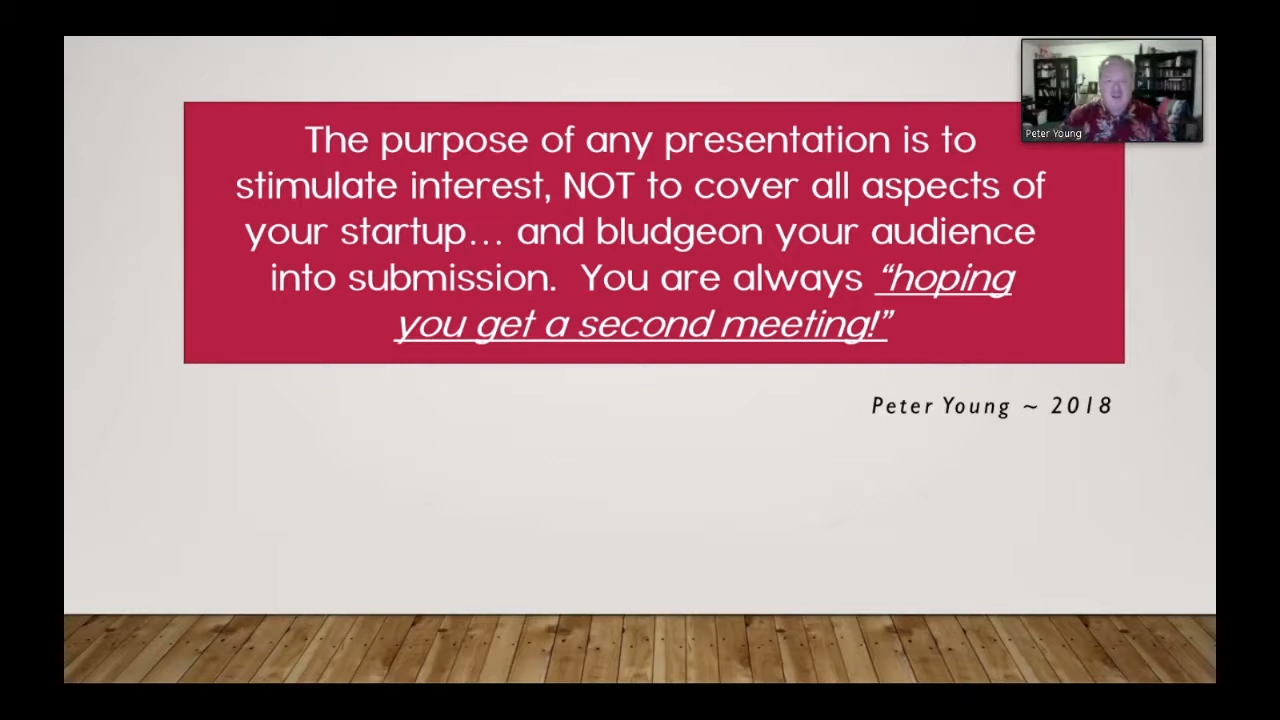 The purpose of any presentation is to
stimulate interest, NOT to cover all aspects of
your startup… and bludgeon your audience
into submission.  You are always “hoping
you get a second meeting!”
Peter Young ~ 2018
Peter Young